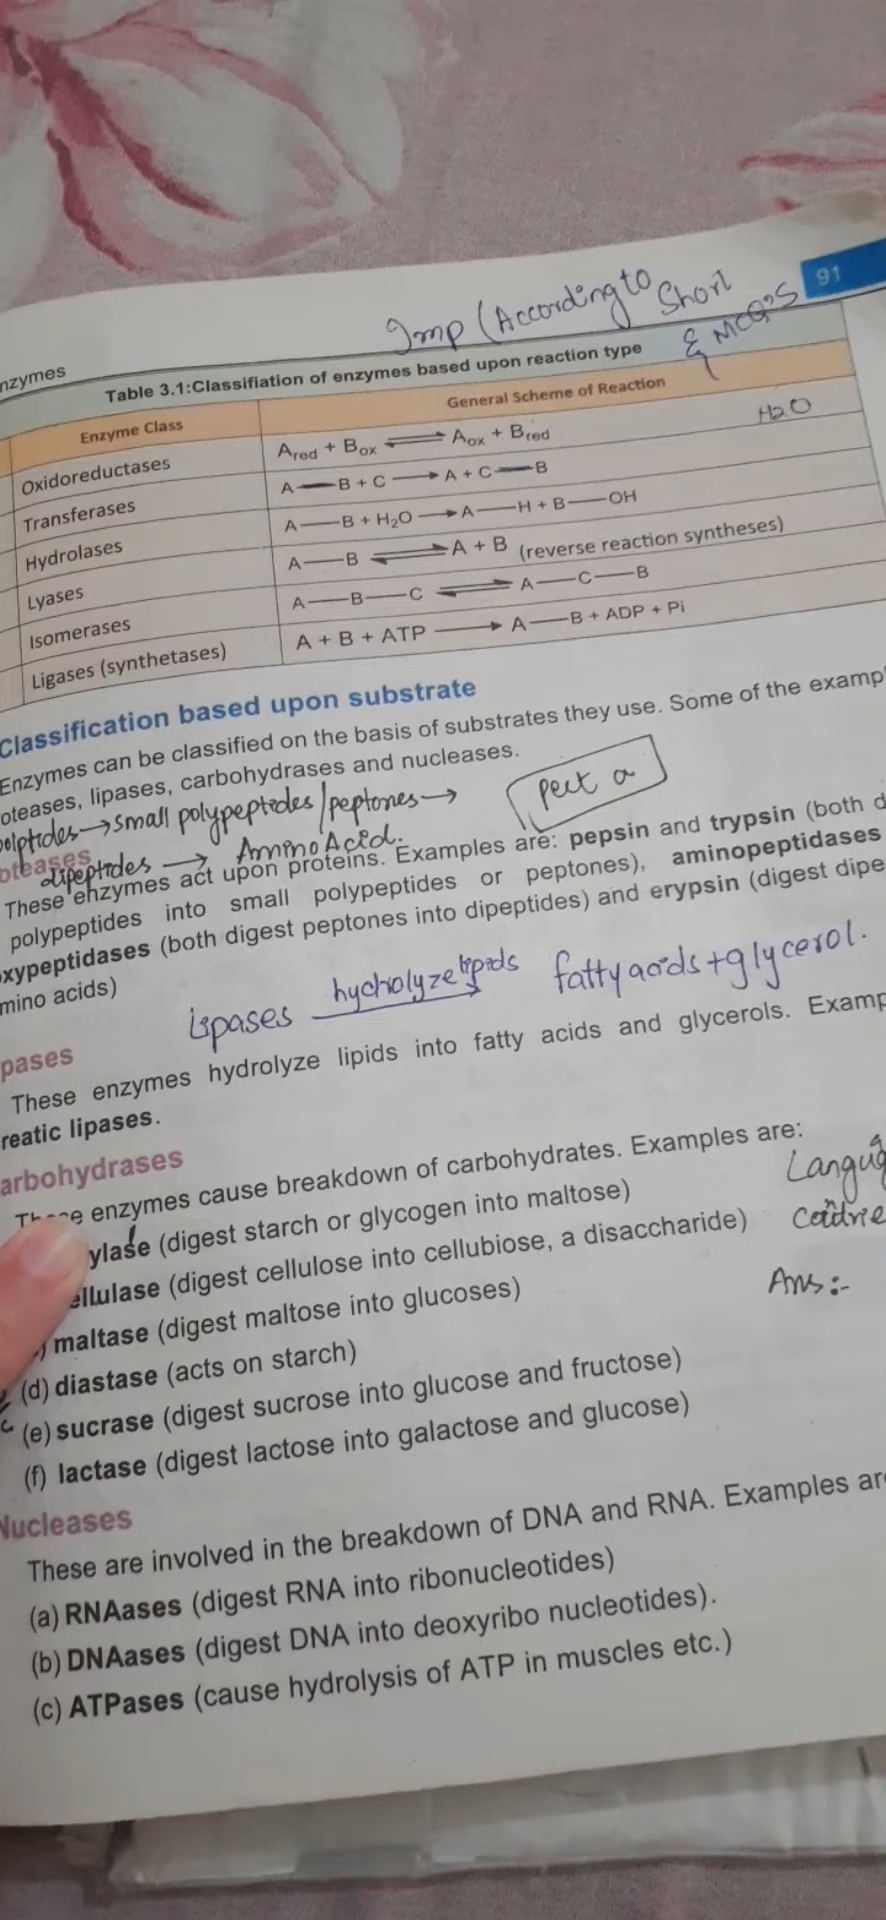 91
Imp (According to Short
& MCQ'S
nzymes
Table 3.1:Classifiation of enzymes based upon reaction type
Enzyme Class General Scheme of Reaction
H2O
Oxidoreductases Ared + Box ⇌ Aox + Bred
Transferases A—B + C → A + C—B
Hydrolases A—B + H2O → A—H + B—OH
Lyases A—B ⇌ A + B (reverse reaction syntheses)
Isomerases A—B—C ⇌ A—C—B
Ligases (synthetases) A + B + ATP → A—B + ADP + Pi
Classification based upon substrate
Enzymes can be classified on the basis of substrates they use. Some of the examp
oteases, lipases, carbohydrases and nucleases.
→ small polypeptides/peptones →
dipeptides → Amino Acid.
oteases
These enzymes act upon proteins. Examples are: pepsin and trypsin (both d
polypeptides into small polypeptides or peptones), aminopeptidases
xypeptidases (both digest peptones into dipeptides) and erypsin (digest dipe
mino acids)
Lipases hydrolyze lipids → fatty acids + glycerol.
pases
These enzymes hydrolyze lipids into fatty acids and glycerols. Examp
reatic lipases.
arbohydrases
These enzymes cause breakdown of carbohydrates. Examples are:
ylase (digest starch or glycogen into maltose)
ellulase (digest cellulose into cellubiose, a disaccharide)
Ans:-
) maltase (digest maltose into glucoses)
(d) diastase (acts on starch)
(e) sucrase (digest sucrose into glucose and fructose)
(f) lactase (digest lactose into galactose and glucose)
Nucleases
These are involved in the breakdown of DNA and RNA. Examples are
(a) RNAases (digest RNA into ribonucleotides)
(b) DNAases (digest DNA into deoxyribo nucleotides).
(c) ATPases (cause hydrolysis of ATP in muscles etc.)